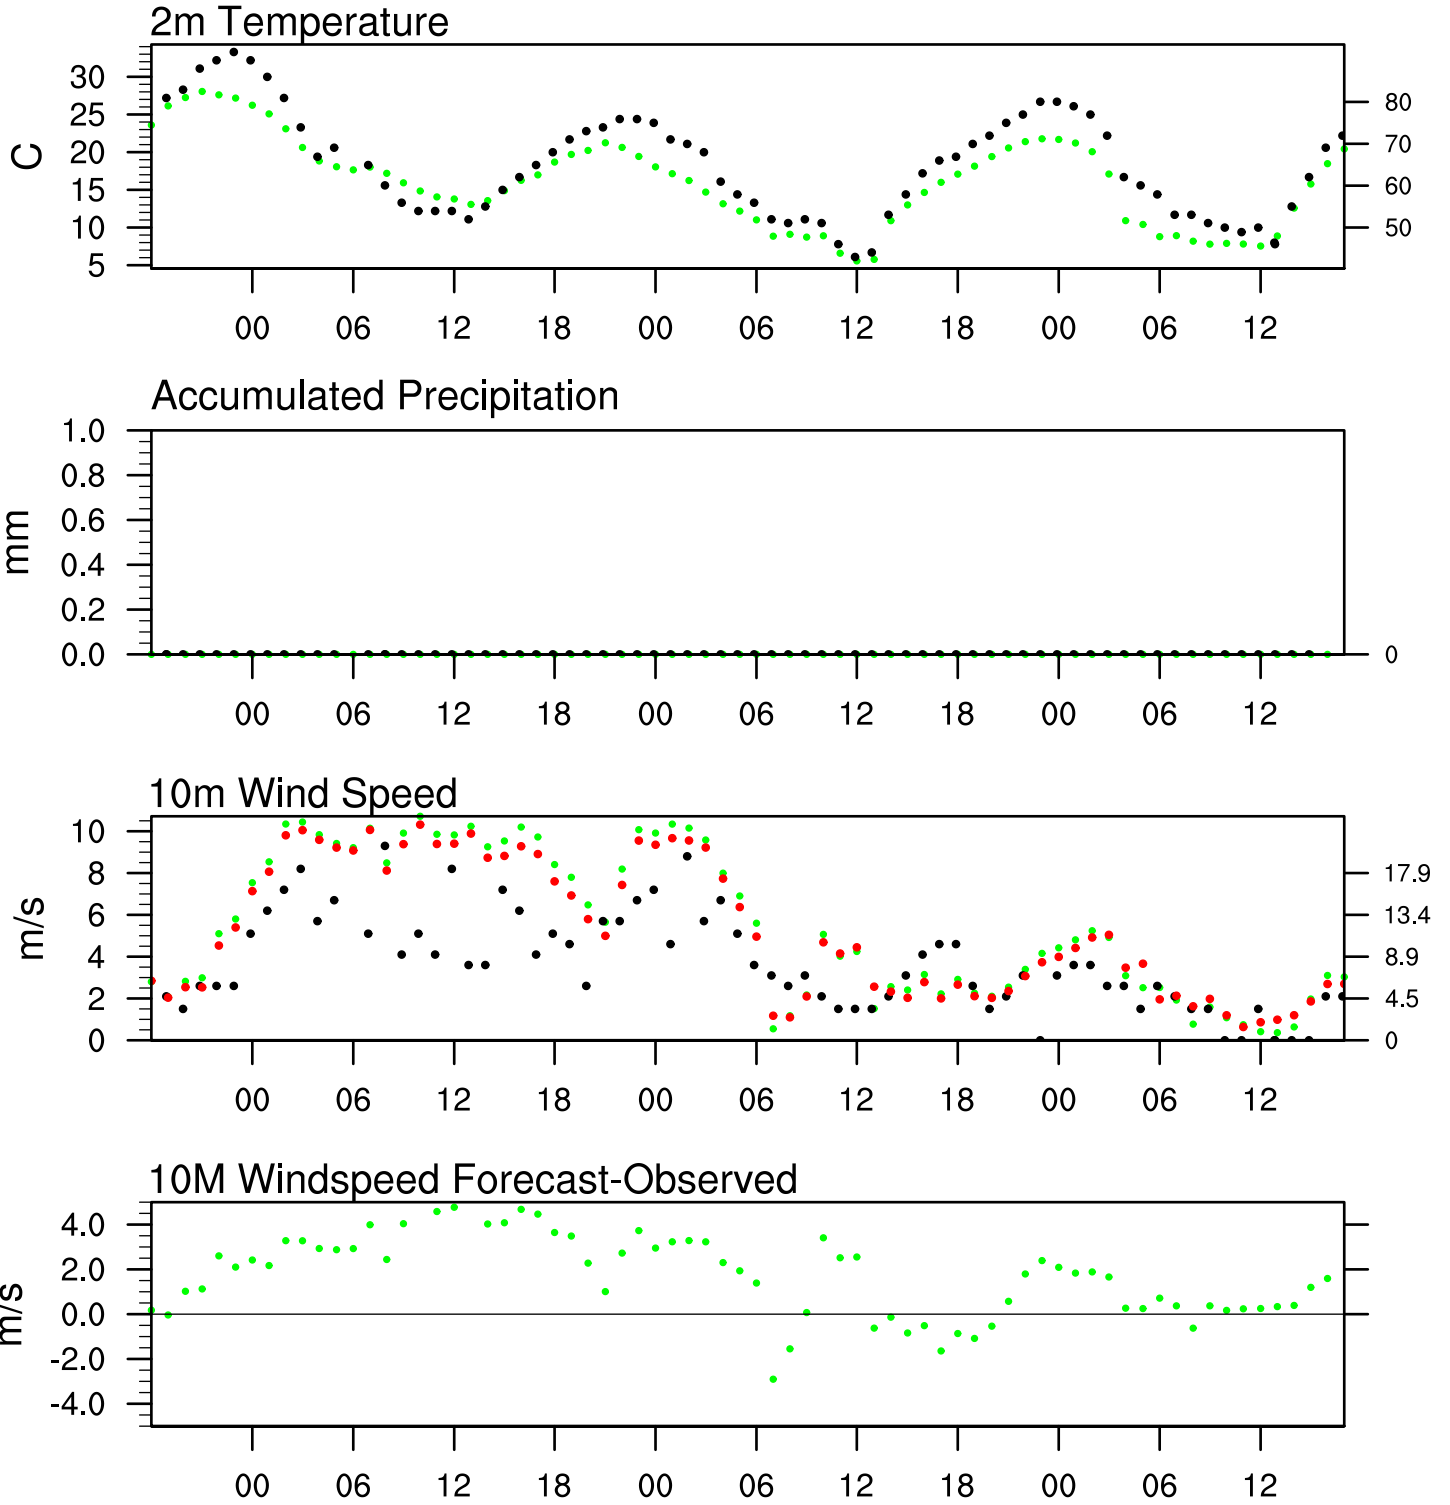 2m Temperature
30
25
20
15
10
5
C
80
70
60
50
00 06 12 18 00 06 12 18 00 06 12
Accumulated Precipitation
1.0
0.8
0.6
0.4
0.2
0.0
mm
0
00 06 12 18 00 06 12 18 00 06 12
10m Wind Speed
10
8
6
4
2
0
m/s
17.9
13.4
8.9
4.5
0
00 06 12 18 00 06 12 18 00 06 12
10M Windspeed Forecast-Observed
4.0
2.0
0.0
-2.0
-4.0
m/s
00 06 12 18 00 06 12 18 00 06 12